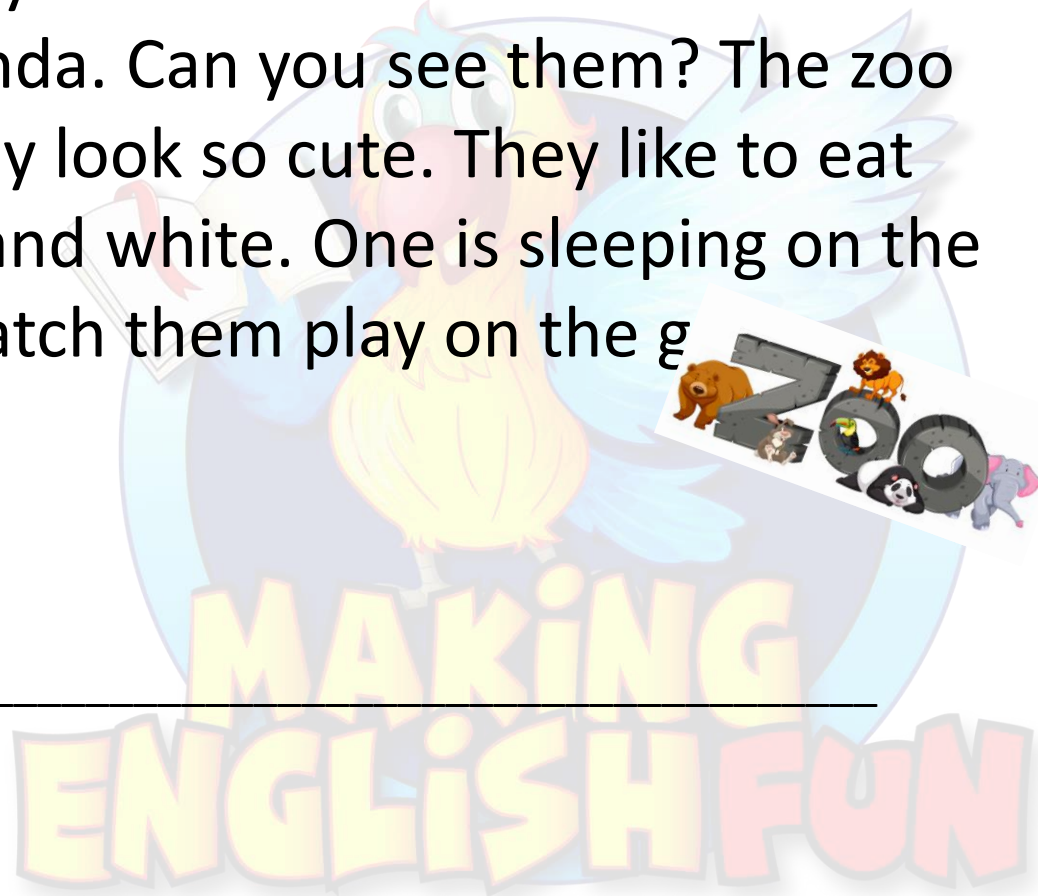 y
nda. Can you see them? The zoo
y look so cute. They like to eat
and white. One is sleeping on the
atch them play on the g
ZOO
MAKiNG
ENGLiSH FUN